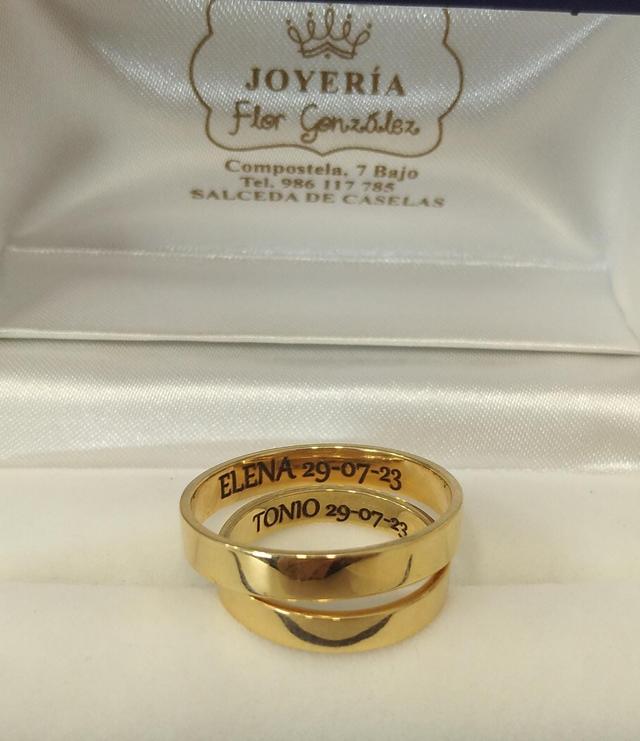 JOYERÍA
Flor González
Compostela, 7 Bajo
Tel. 986 117 785
SALCEDA DE CASELAS
ELENA 29-07-23
TONIO 29-07-23